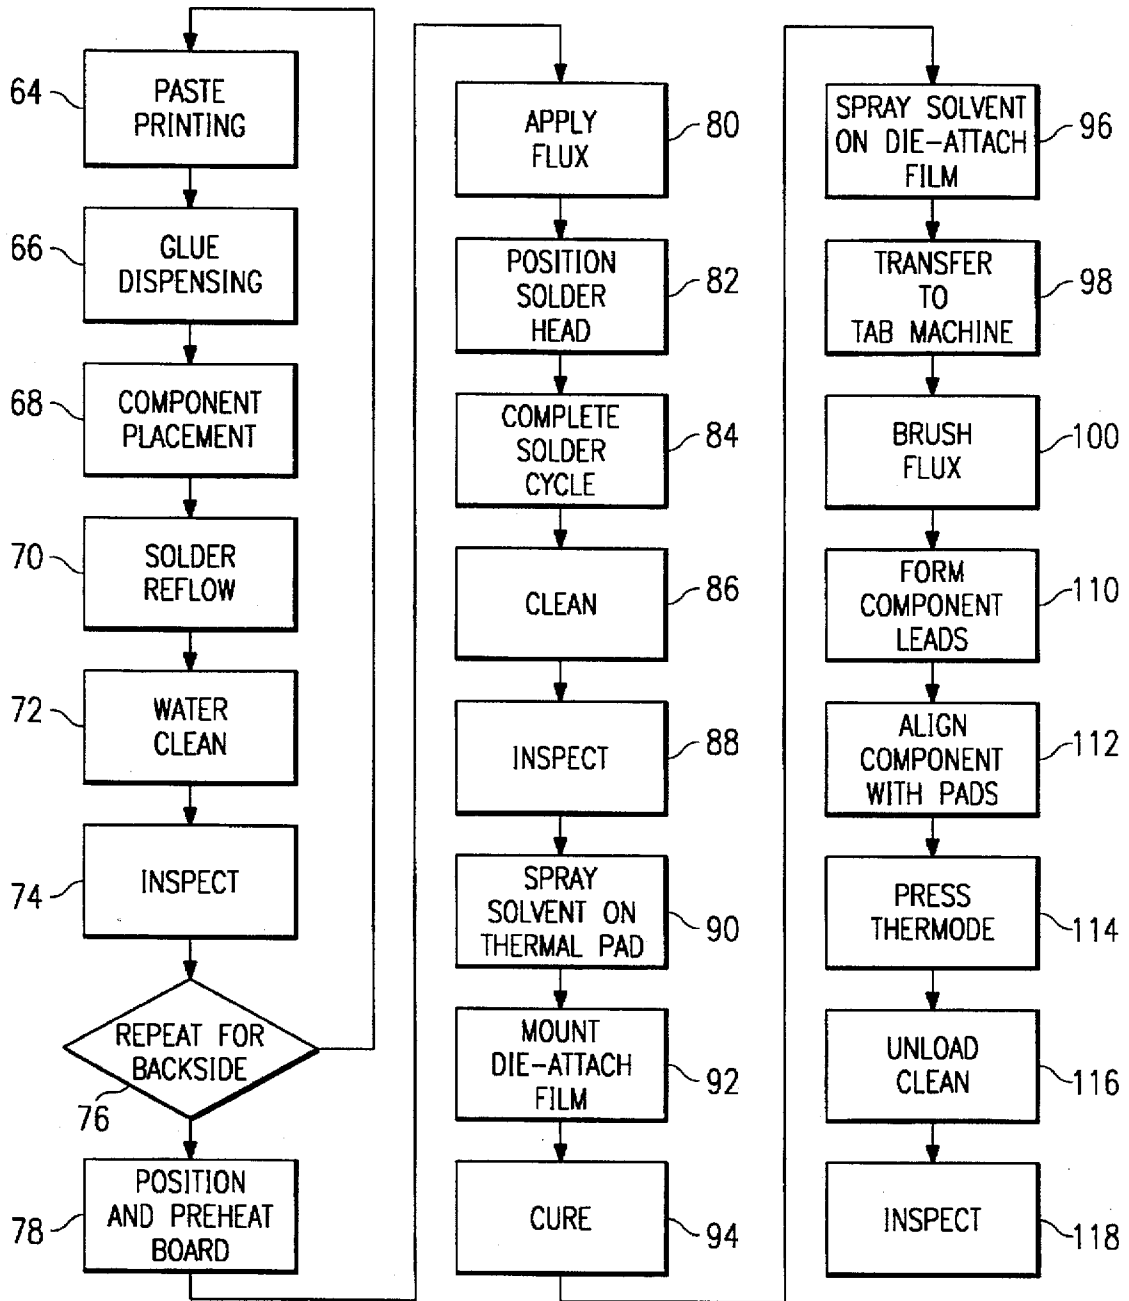 64
PASTE
PRINTING
66
GLUE
DISPENSING
68
COMPONENT
PLACEMENT
70
SOLDER
REFLOW
72
WATER
CLEAN
74
INSPECT
REPEAT FOR
BACKSIDE
76
78
POSITION
AND PREHEAT
BOARD
APPLY
FLUX
80
POSITION
SOLDER
HEAD
82
COMPLETE
SOLDER
CYCLE
84
CLEAN
86
INSPECT
88
SPRAY
SOLVENT ON
THERMAL PAD
90
MOUNT
DIE-ATTACH
FILM
92
CURE
94
SPRAY SOLVENT
ON DIE-ATTACH
FILM
96
TRANSFER
TO
TAB MACHINE
98
BRUSH
FLUX
100
FORM
COMPONENT
LEADS
110
ALIGN
COMPONENT
WITH PADS
112
PRESS
THERMODE
114
UNLOAD
CLEAN
116
INSPECT
118